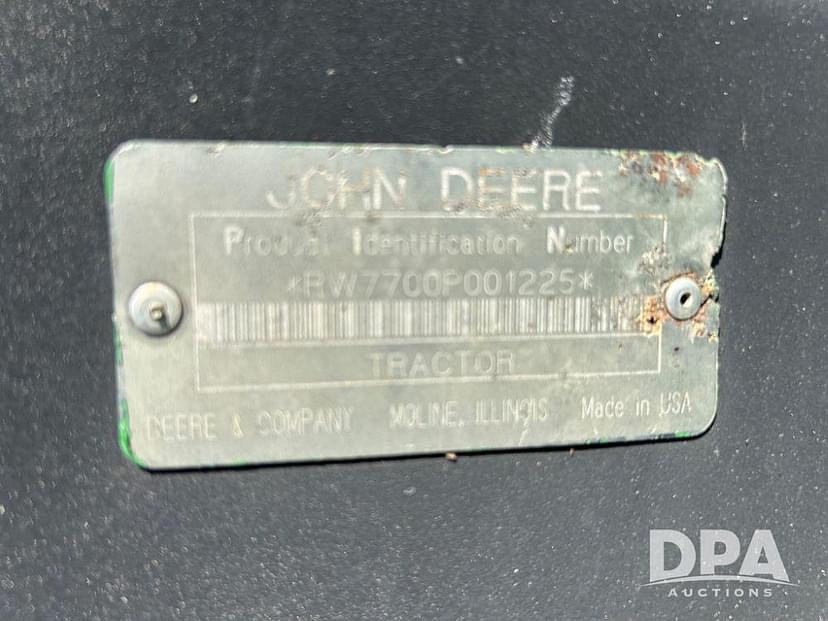 JOHN DEERE
Product Identification Number
*RW7700P001225*
TRACTOR
DEERE & COMPANY MOLINE, ILLINOIS Made in USA
DPA
AUCTIONS